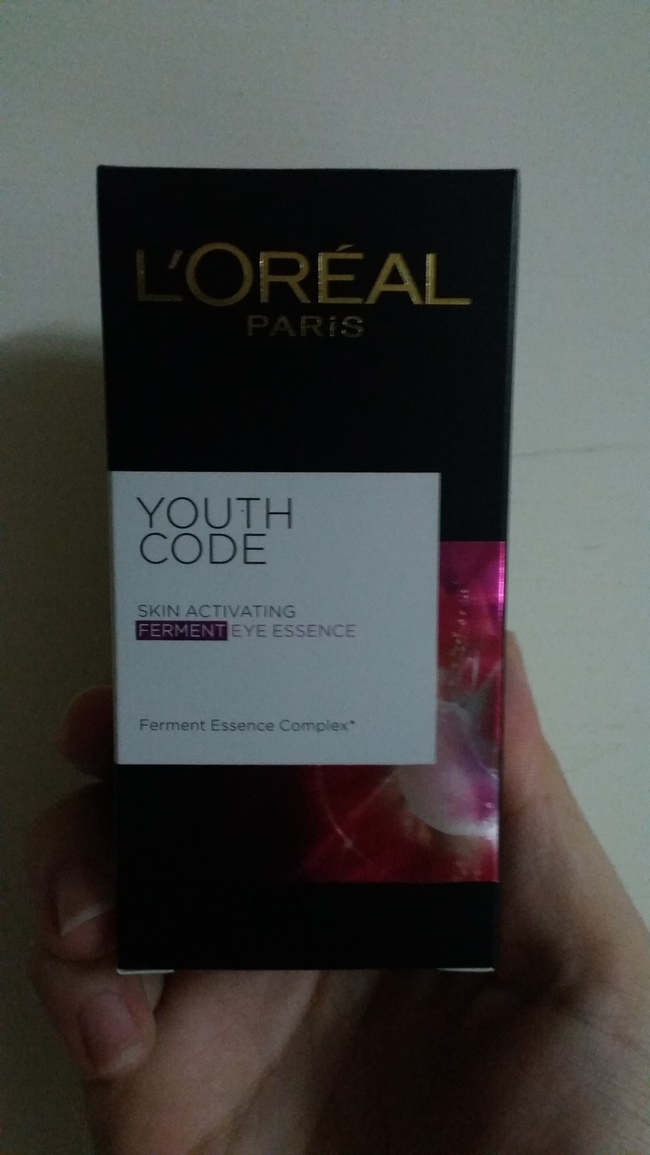 L'ORÉAL
PARiS
YOUTH
CODE
SKIN ACTIVATING
FERMENT EYE ESSENCE
Ferment Essence Complex*